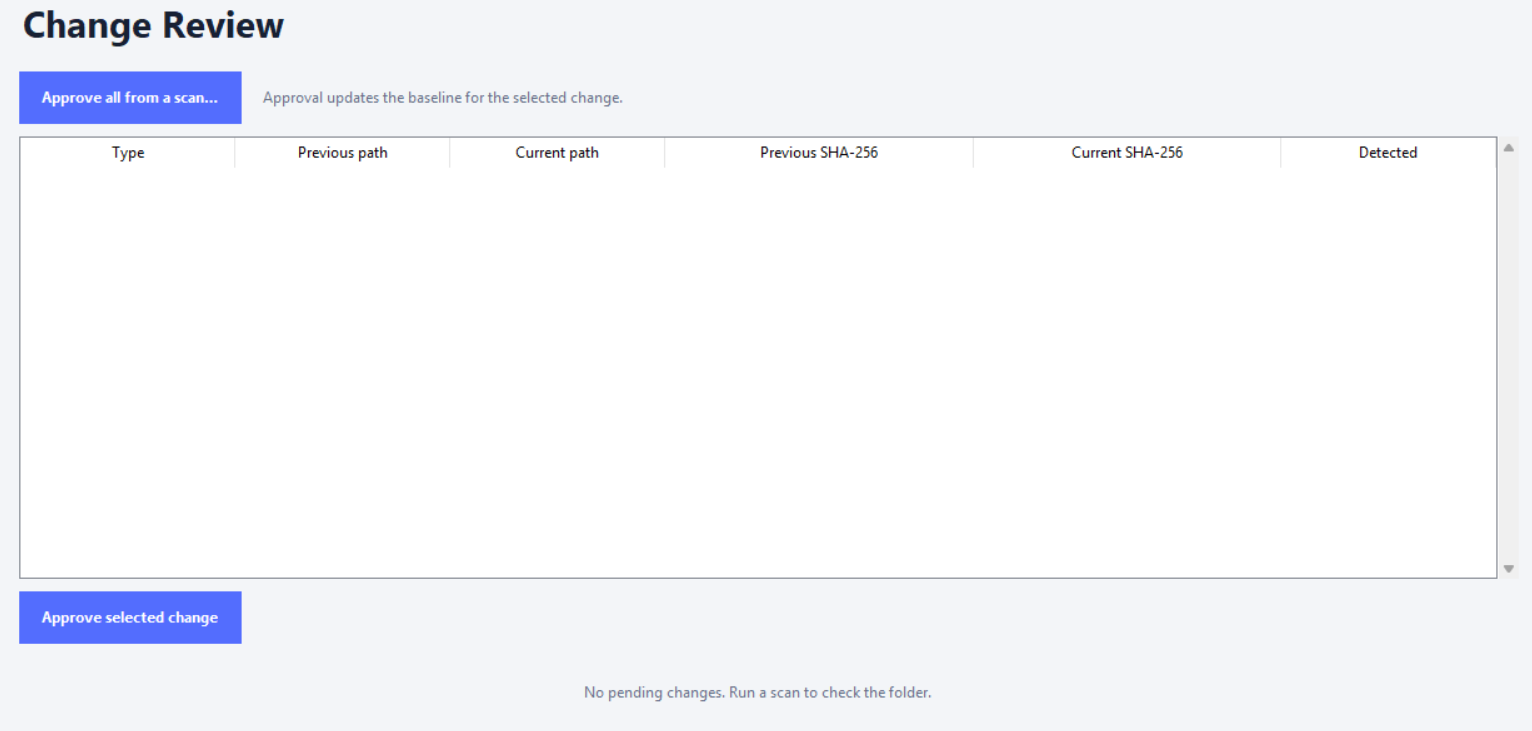 Change Review
Approve all from a scan... Approval updates the baseline for the selected change.
Type Previous path Current path Previous SHA-256 Current SHA-256 Detected
Approve selected change
No pending changes. Run a scan to check the folder.